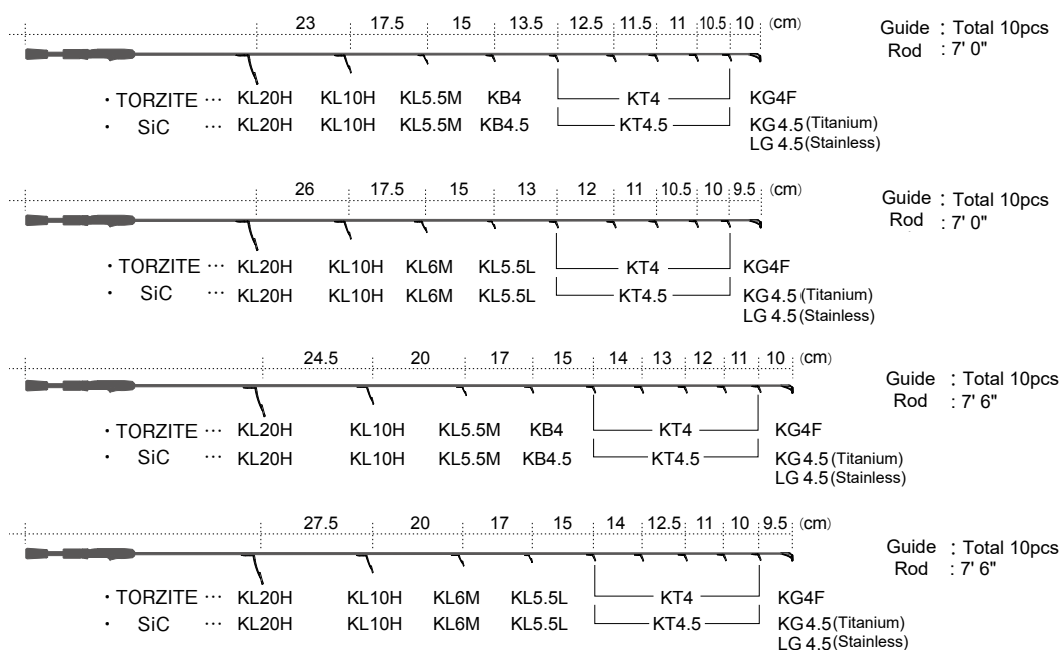 23 17.5 15 13.5 12.5 11.5 11 10.5 10 (cm)
Guide : Total 10pcs
Rod : 7' 0"
・TORZITE … KL20H KL10H KL5.5M KB4 KT4 KG4F
・ SiC … KL20H KL10H KL5.5M KB4.5 KT4.5 KG4.5(Titanium)
LG 4.5(Stainless)
26 17.5 15 13 12 11 10.5 10 9.5 (cm)
Guide : Total 10pcs
Rod : 7' 0"
・TORZITE … KL20H KL10H KL6M KL5.5L KT4 KG4F
・ SiC … KL20H KL10H KL6M KL5.5L KT4.5 KG4.5(Titanium)
LG 4.5(Stainless)
24.5 20 17 15 14 13 12 11 10 (cm)
Guide : Total 10pcs
Rod : 7' 6"
・TORZITE … KL20H KL10H KL5.5M KB4 KT4 KG4F
・ SiC … KL20H KL10H KL5.5M KB4.5 KT4.5 KG4.5(Titanium)
LG 4.5(Stainless)
27.5 20 17 15 14 12.5 11 10 9.5 (cm)
Guide : Total 10pcs
Rod : 7' 6"
・TORZITE … KL20H KL10H KL6M KL5.5L KT4 KG4F
・ SiC … KL20H KL10H KL6M KL5.5L KT4.5 KG4.5(Titanium)
LG 4.5(Stainless)